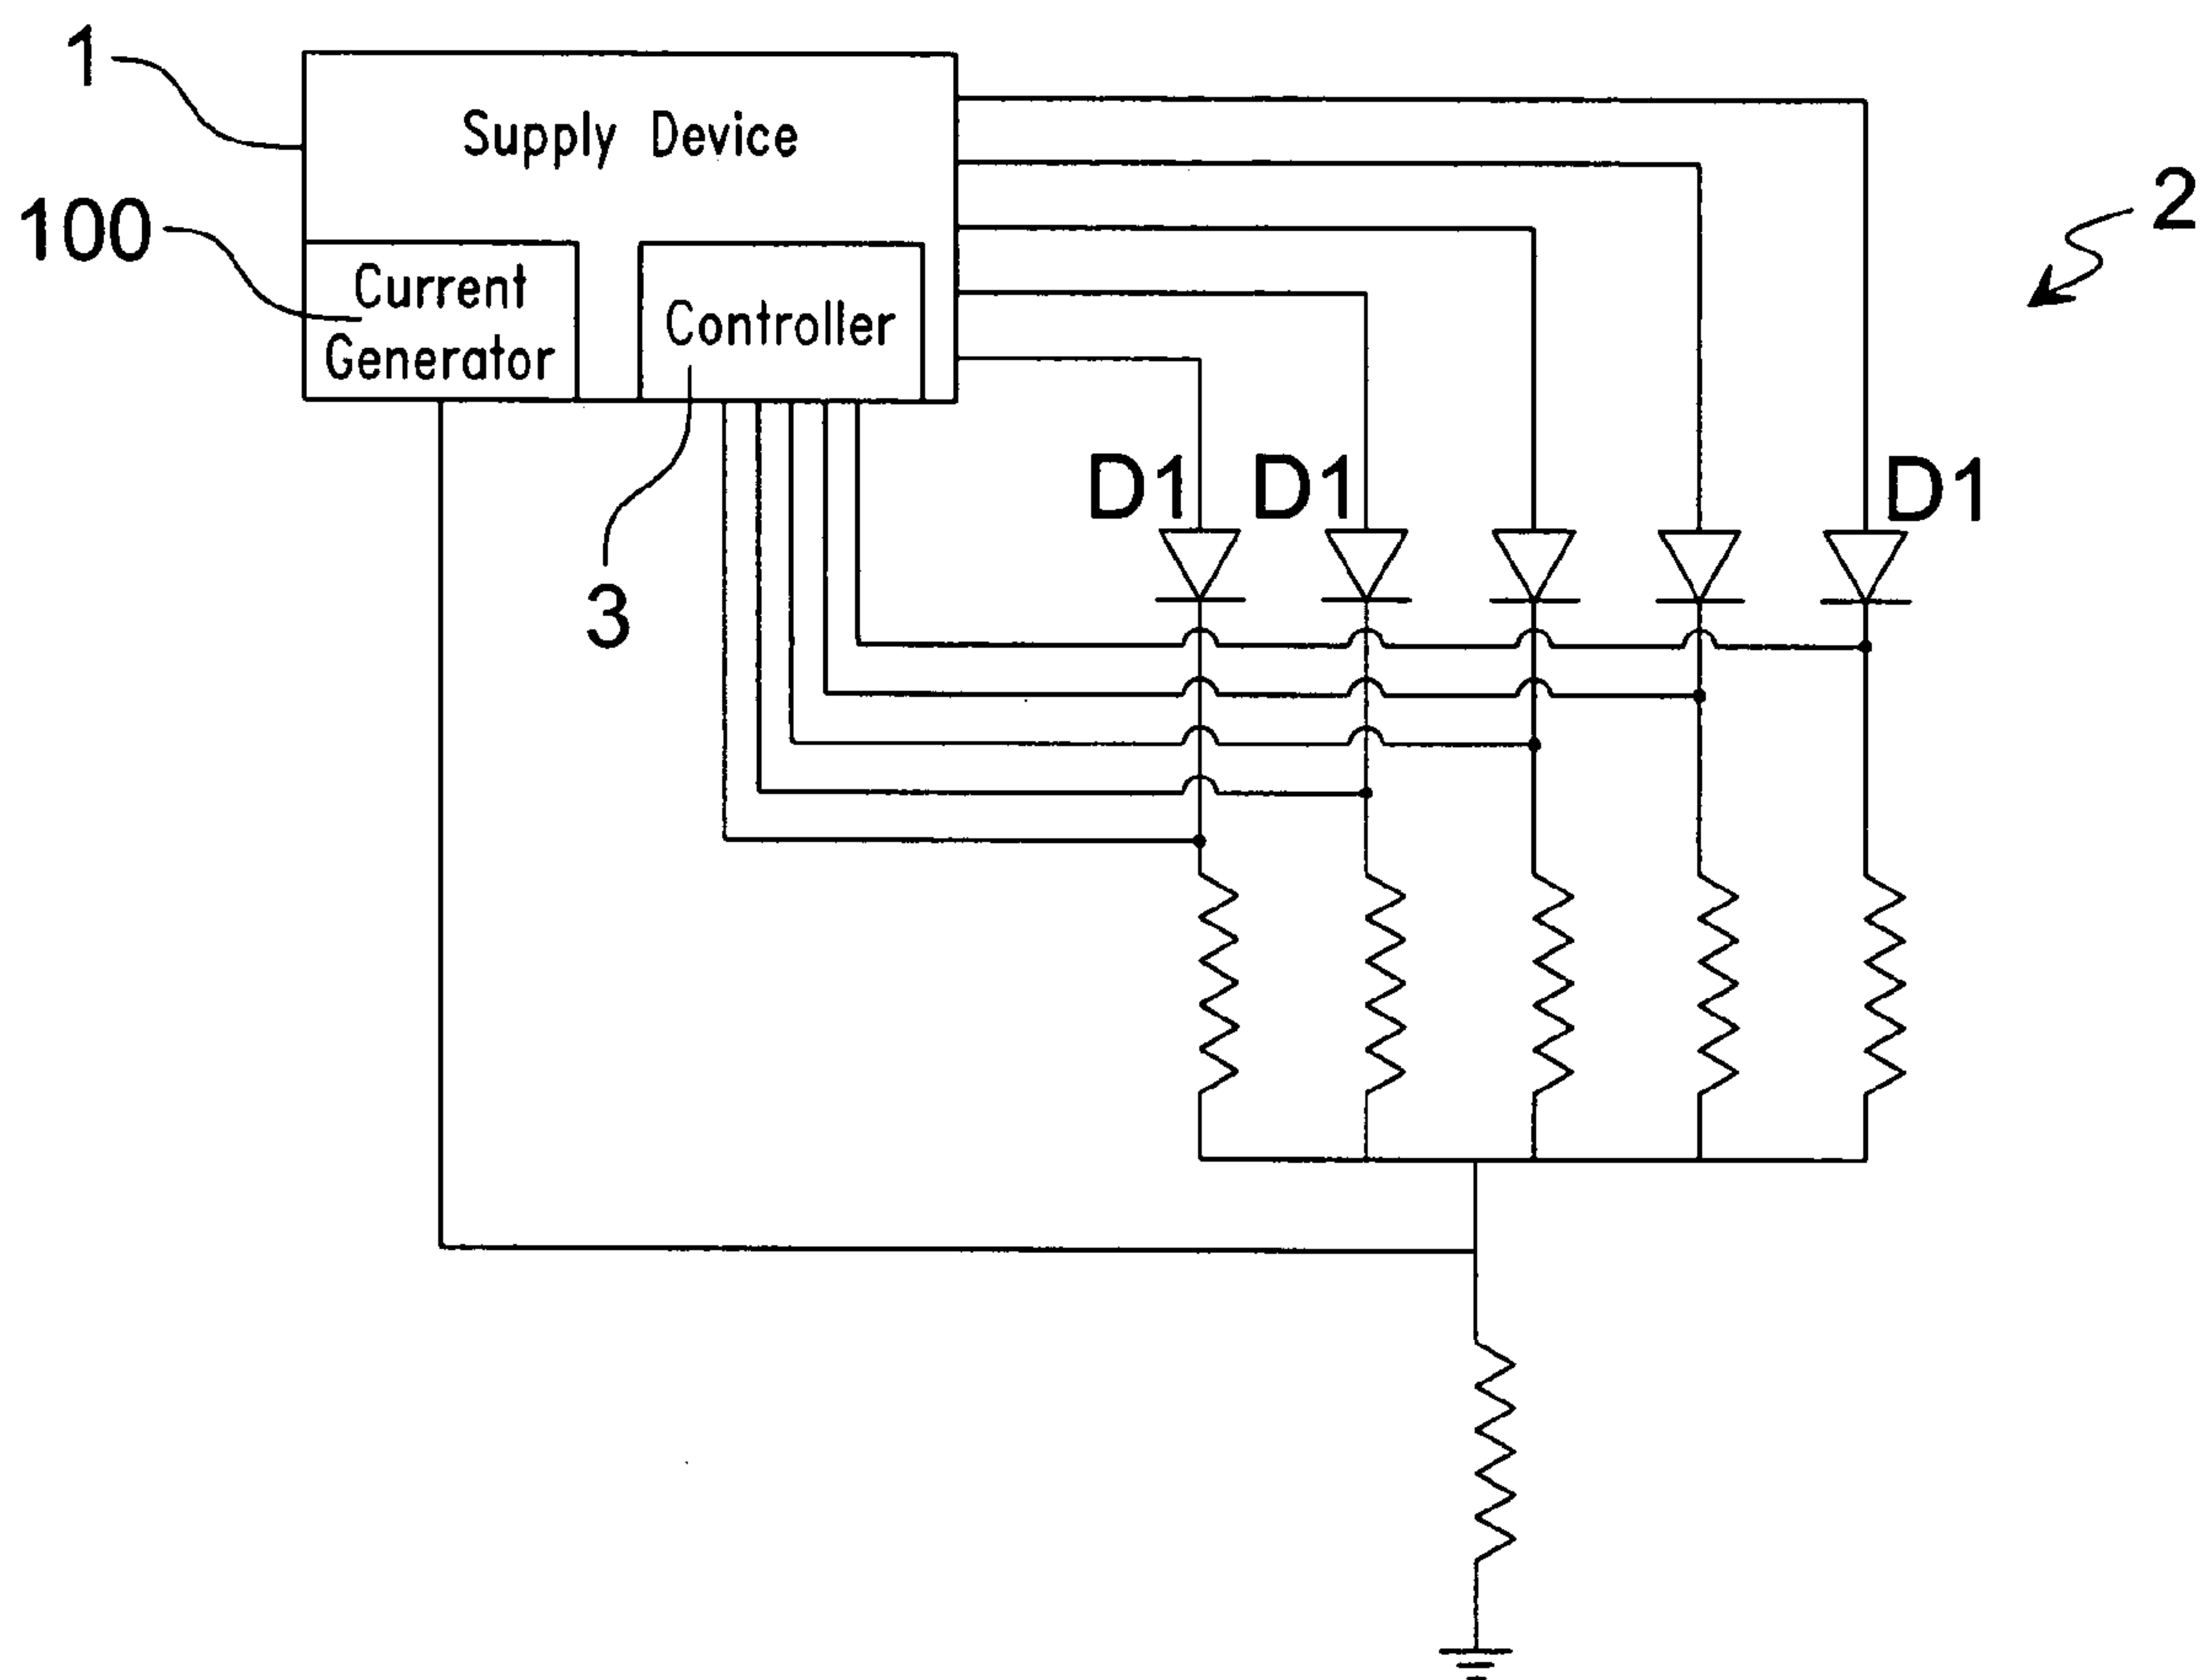 1
Supply Device
2
100
Current
Generator
Controller
D1 D1 D1
3